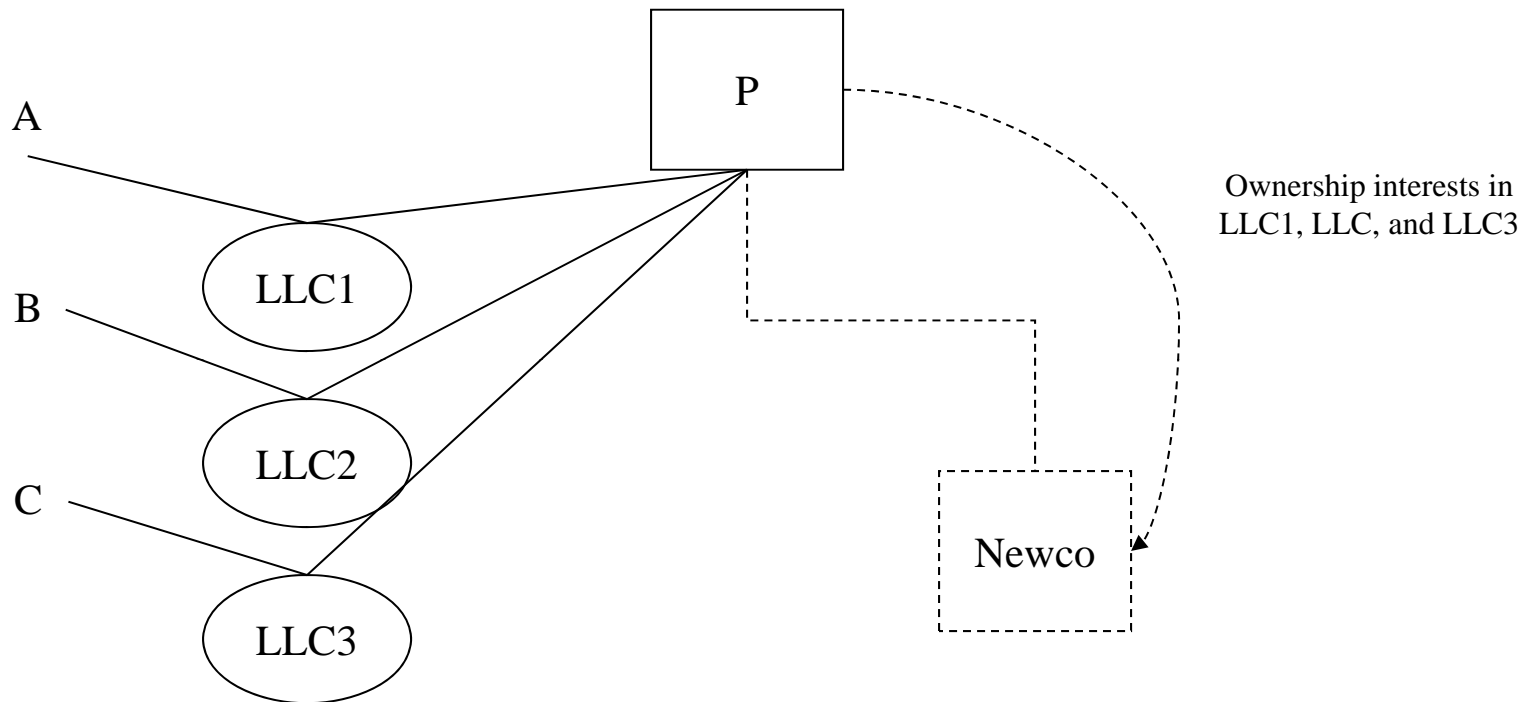 P
A
Ownership interests in
LLC1, LLC, and LLC3
LLC1
B
LLC2
C
Newco
LLC3